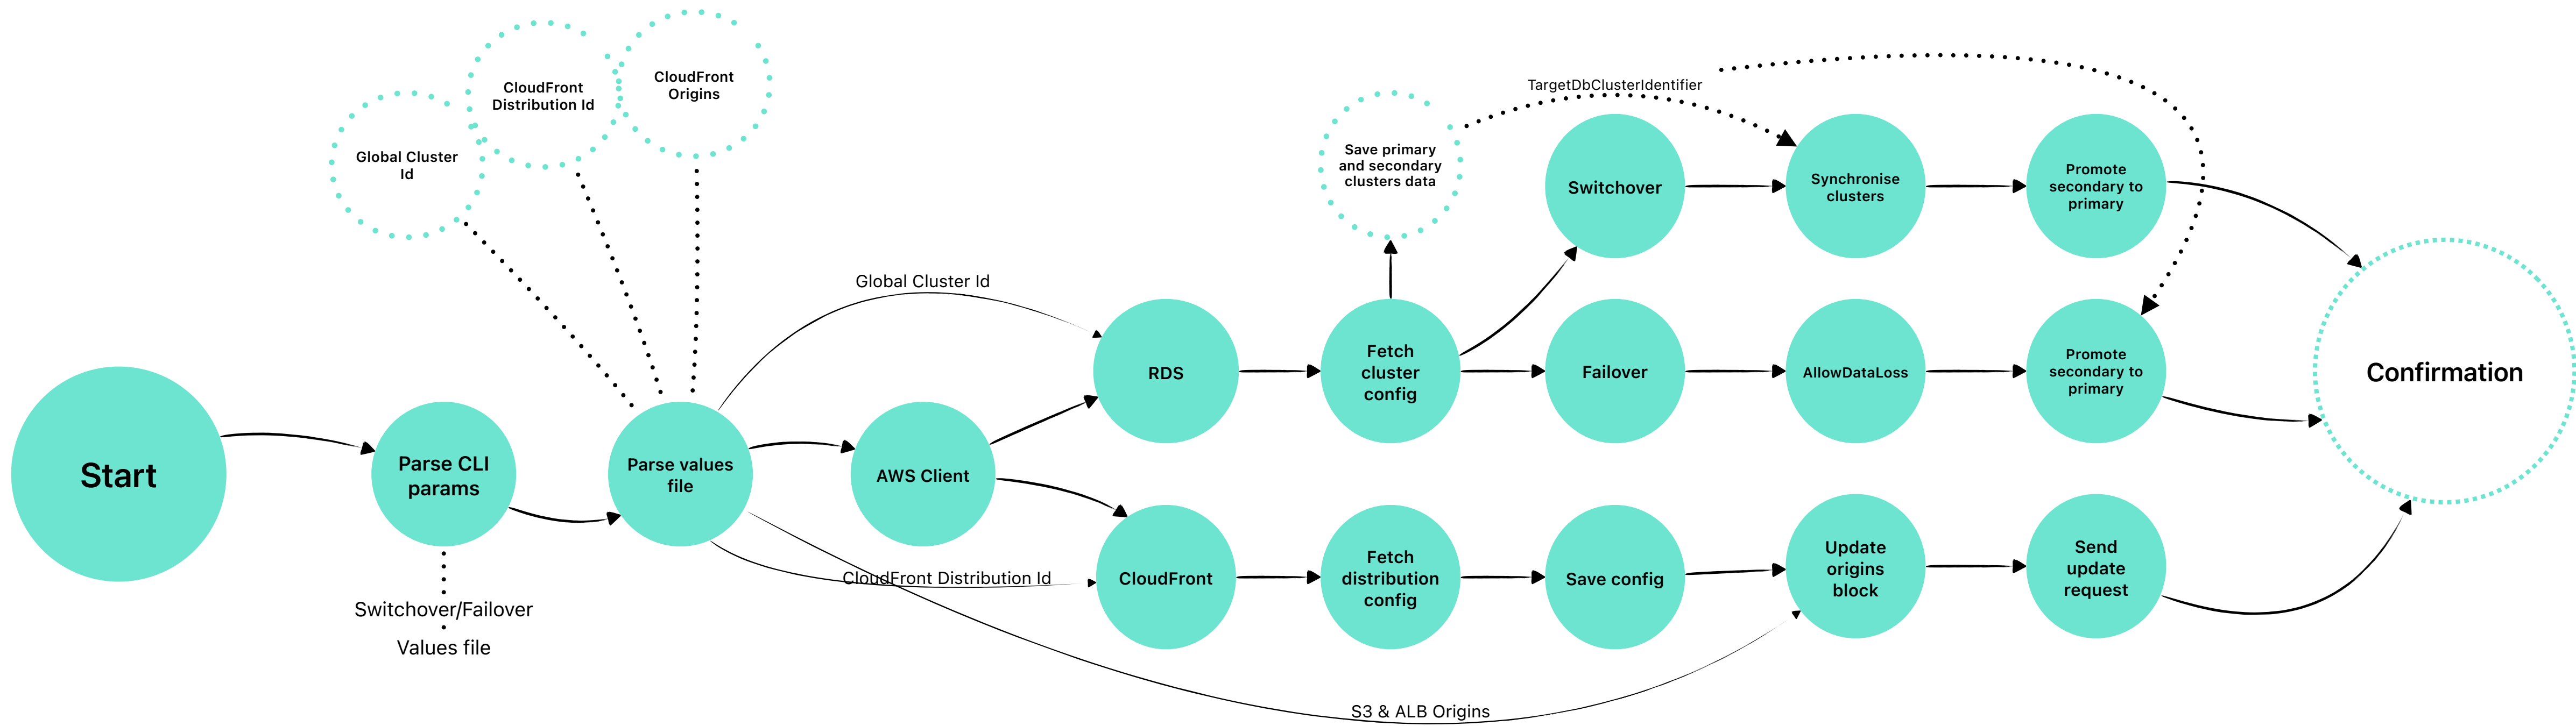 CloudFront
Origins
CloudFront
Distribution Id
Global Cluster
Id
TargetDbClusterIdentifier
Save primary
and secondary
clusters data
Switchover
Synchronise
clusters
Promote
secondary to
primary
Global Cluster Id
RDS
Fetch
cluster
config
Failover
AllowDataLoss
Promote
secondary to
primary
Confirmation
Start
Parse CLI
params
Parse values
file
AWS Client
Switchover/Failover
Values file
CloudFront Distribution Id
CloudFront
Fetch
distribution
config
Save config
Update
origins
block
Send
update
request
S3 & ALB Origins